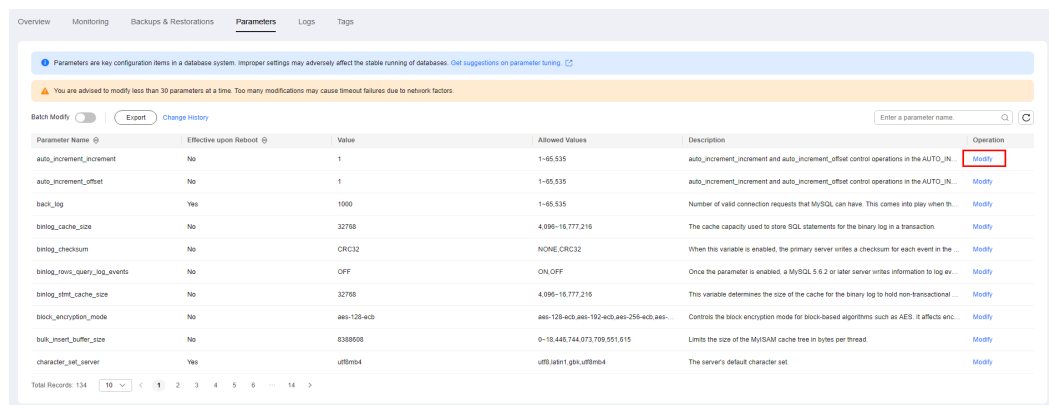 Overview Monitoring Backups & Restorations Parameters Logs Tags
Parameters are key configuration items in a database system. Improper settings may adversely affect the stable running of databases. Get suggestions on parameter tuning.
You are advised to modify less than 30 parameters at a time. Too many modifications may cause timeout failures due to network factors.
Batch Modify Export Change History Enter a parameter name.
Parameter Name Effective upon Reboot Value Allowed Values Description Operation
auto_increment_increment No 1 1~65,535 auto_increment_increment and auto_increment_offset control operations in the AUTO_IN... Modify
auto_increment_offset No 1 1~65,535 auto_increment_increment and auto_increment_offset control operations in the AUTO_IN... Modify
back_log Yes 1000 1~65,535 Number of valid connection requests that MySQL can have. This comes into play when th... Modify
binlog_cache_size No 32768 4,096~16,777,216 The cache capacity used to store SQL statements for the binary log in a transaction. Modify
binlog_checksum No CRC32 NONE,CRC32 When this variable is enabled, the primary server writes a checksum for each event in the ... Modify
binlog_rows_query_log_events No OFF ON,OFF Once the parameter is enabled, a MySQL 5.6.2 or later server writes information to log ev... Modify
binlog_stmt_cache_size No 32768 4,096~16,777,216 This variable determines the size of the cache for the binary log to hold non-transactional ... Modify
block_encryption_mode No aes-128-ecb aes-128-ecb,aes-192-ecb,aes-256-ecb,aes-... Controls the block encryption mode for block-based algorithms such as AES. It affects enc... Modify
bulk_insert_buffer_size No 8388608 0~18,446,744,073,709,551,615 Limits the size of the MyISAM cache tree in bytes per thread. Modify
character_set_server Yes utf8mb4 utf8,latin1,gbk,utf8mb4 The server's default character set. Modify
Total Records: 134 10 < 1 2 3 4 5 6 ... 14 >